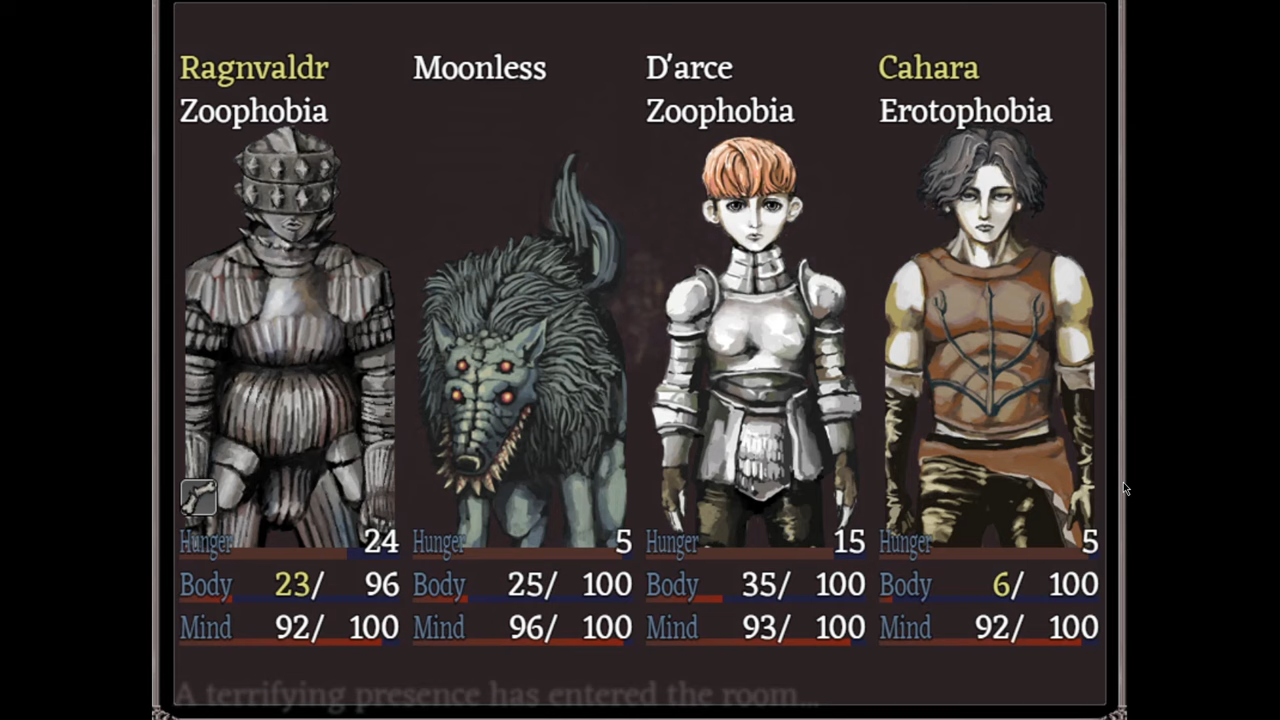 Ragnvaldr Moonless D'arce Cahara
Zoophobia Zoophobia Erotophobia
Hunger 24 Hunger 5 Hunger 15 Hunger 5
Body 23/ 96 Body 25/ 100 Body 35/ 100 Body 6/ 100
Mind 92/ 100 Mind 96/ 100 Mind 93/ 100 Mind 92/ 100
A terrifying presence has entered the room...